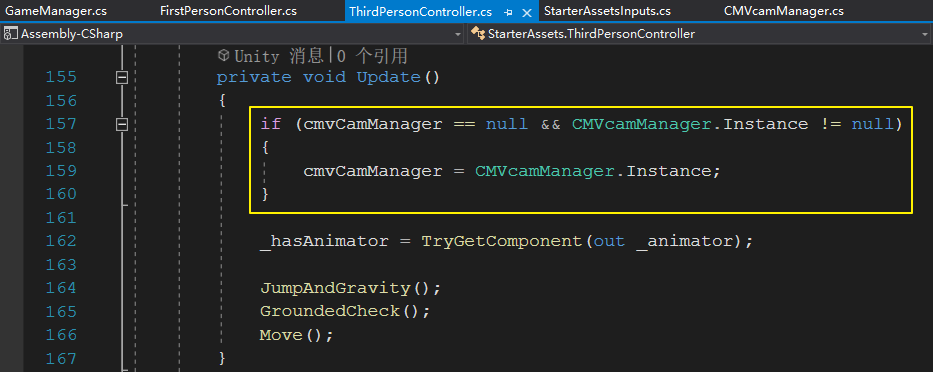 GameManager.cs FirstPersonController.cs ThirdPersonController.cs StarterAssetsInputs.cs CMVcamManager.cs
Assembly-CSharp StarterAssets.ThirdPersonController
Unity 消息|0 个引用
155 private void Update()
156 {
157 if (cmvCamManager == null && CMVcamManager.Instance != null)
158 {
159 cmvCamManager = CMVcamManager.Instance;
160 }
161
162 _hasAnimator = TryGetComponent(out _animator);
163
164 JumpAndGravity();
165 GroundedCheck();
166 Move();
167 }